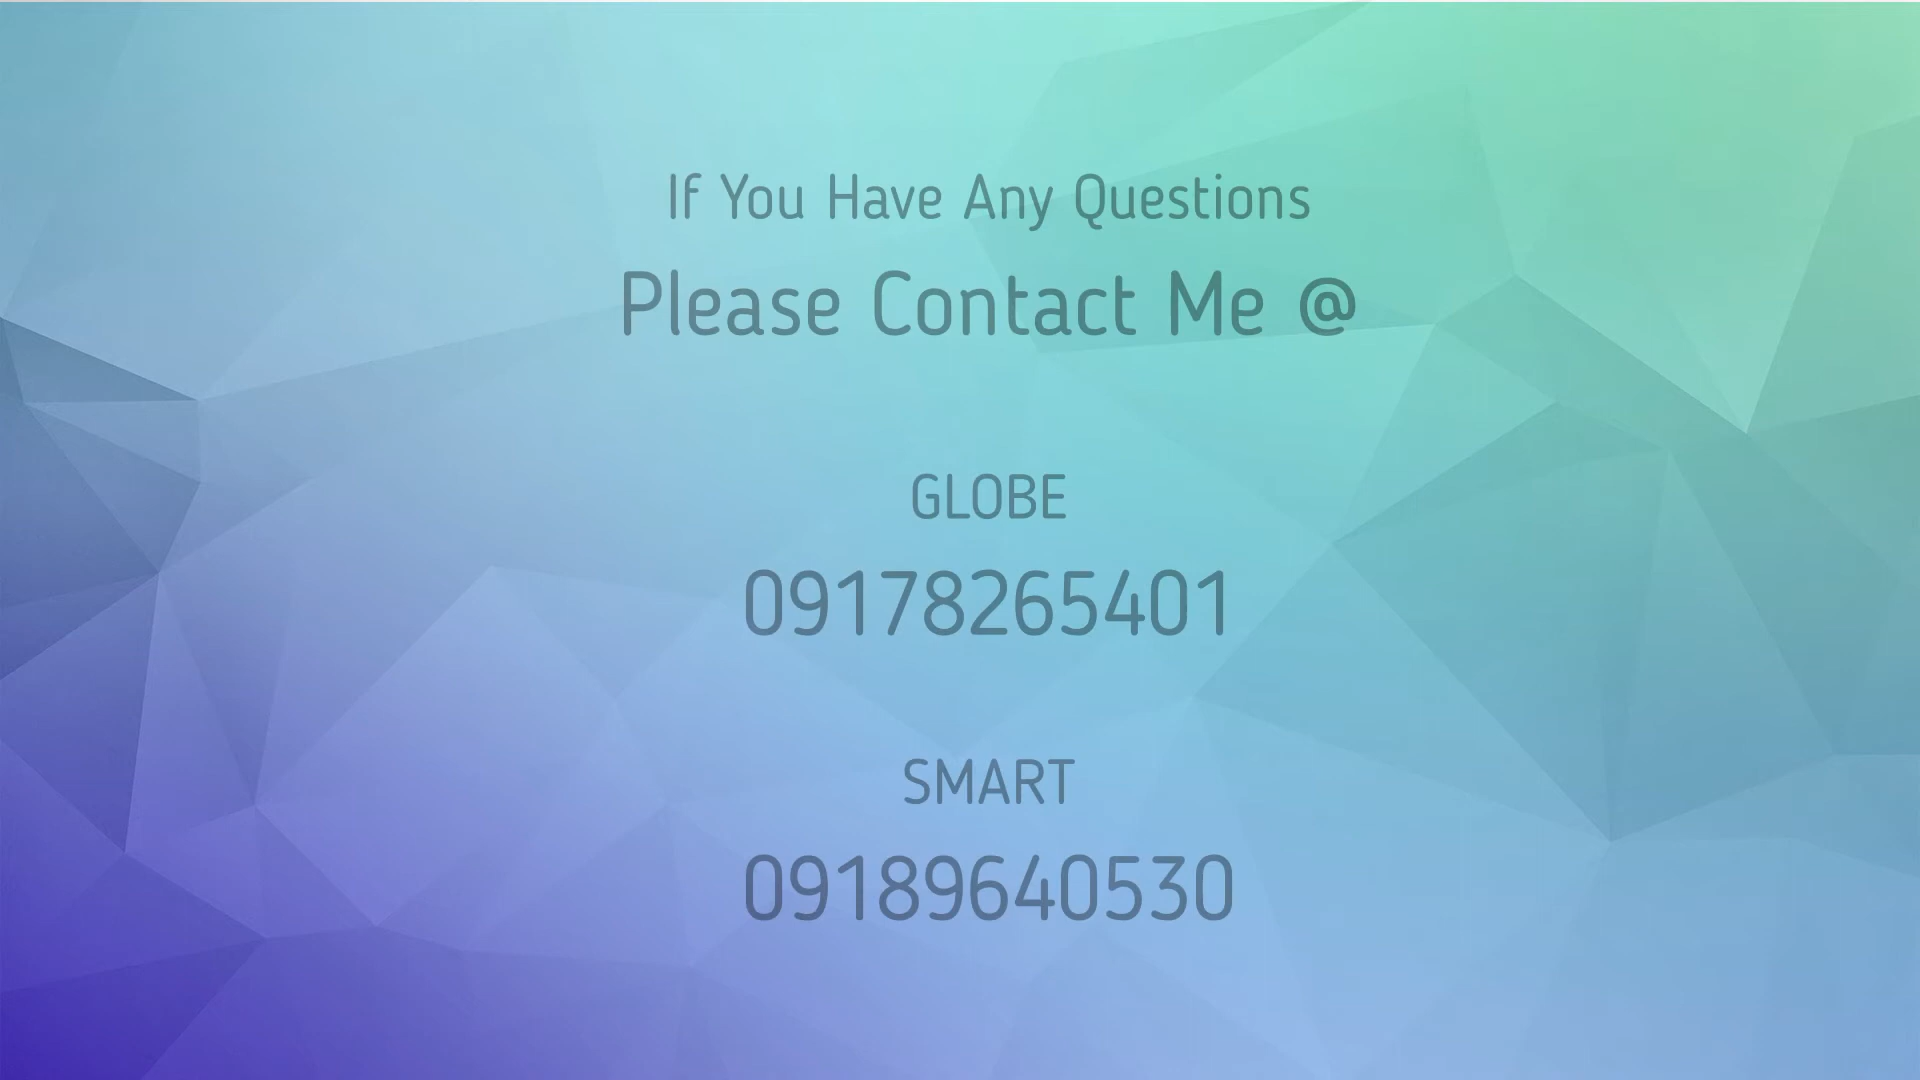 If You Have Any Questions
Please Contact Me @
GLOBE
09178265401
SMART
09189640530